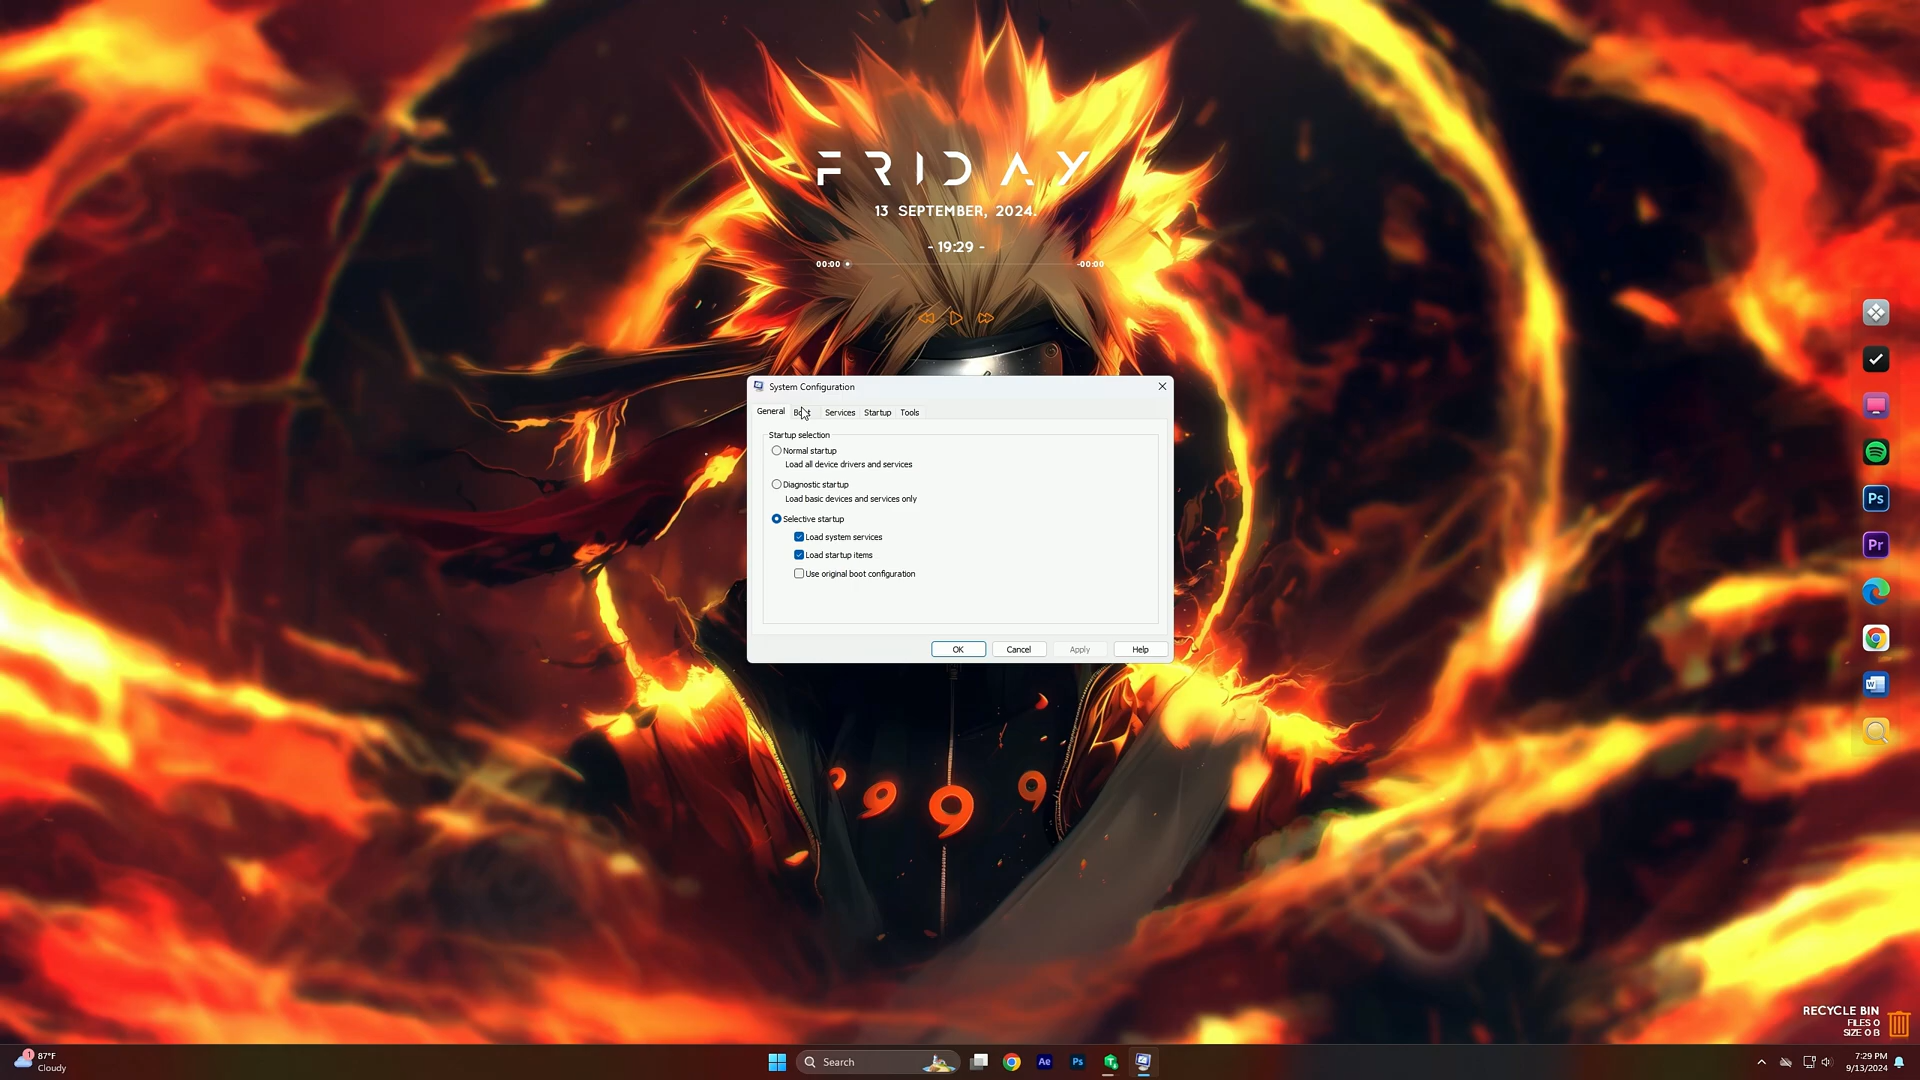 FRIDAY
13 SEPTEMBER, 2024.
- 19:29 -
00:00
-00:00
System Configuration
General
Services
Startup
Tools
Startup selection
Normal startup
Load all device drivers and services
Diagnostic startup
Load basic devices and services only
Selective startup
Load system services
Load startup items
Use original boot configuration
OK
Cancel
Apply
Help
Ps
Pr
W
RECYCLE BIN
FILES 0
SIZE 0 B
1
87°F
Cloudy
Search
Ae
Ps
7:29 PM
9/13/2024